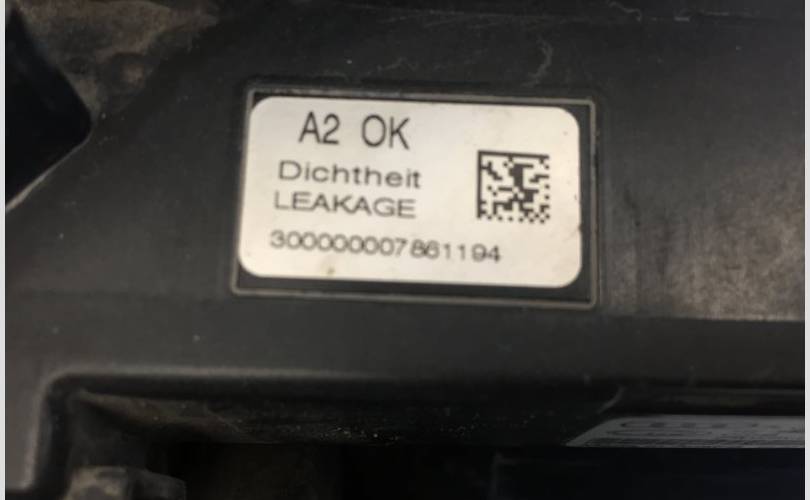 A2 OK
Dichtheit
LEAKAGE
300000007861194